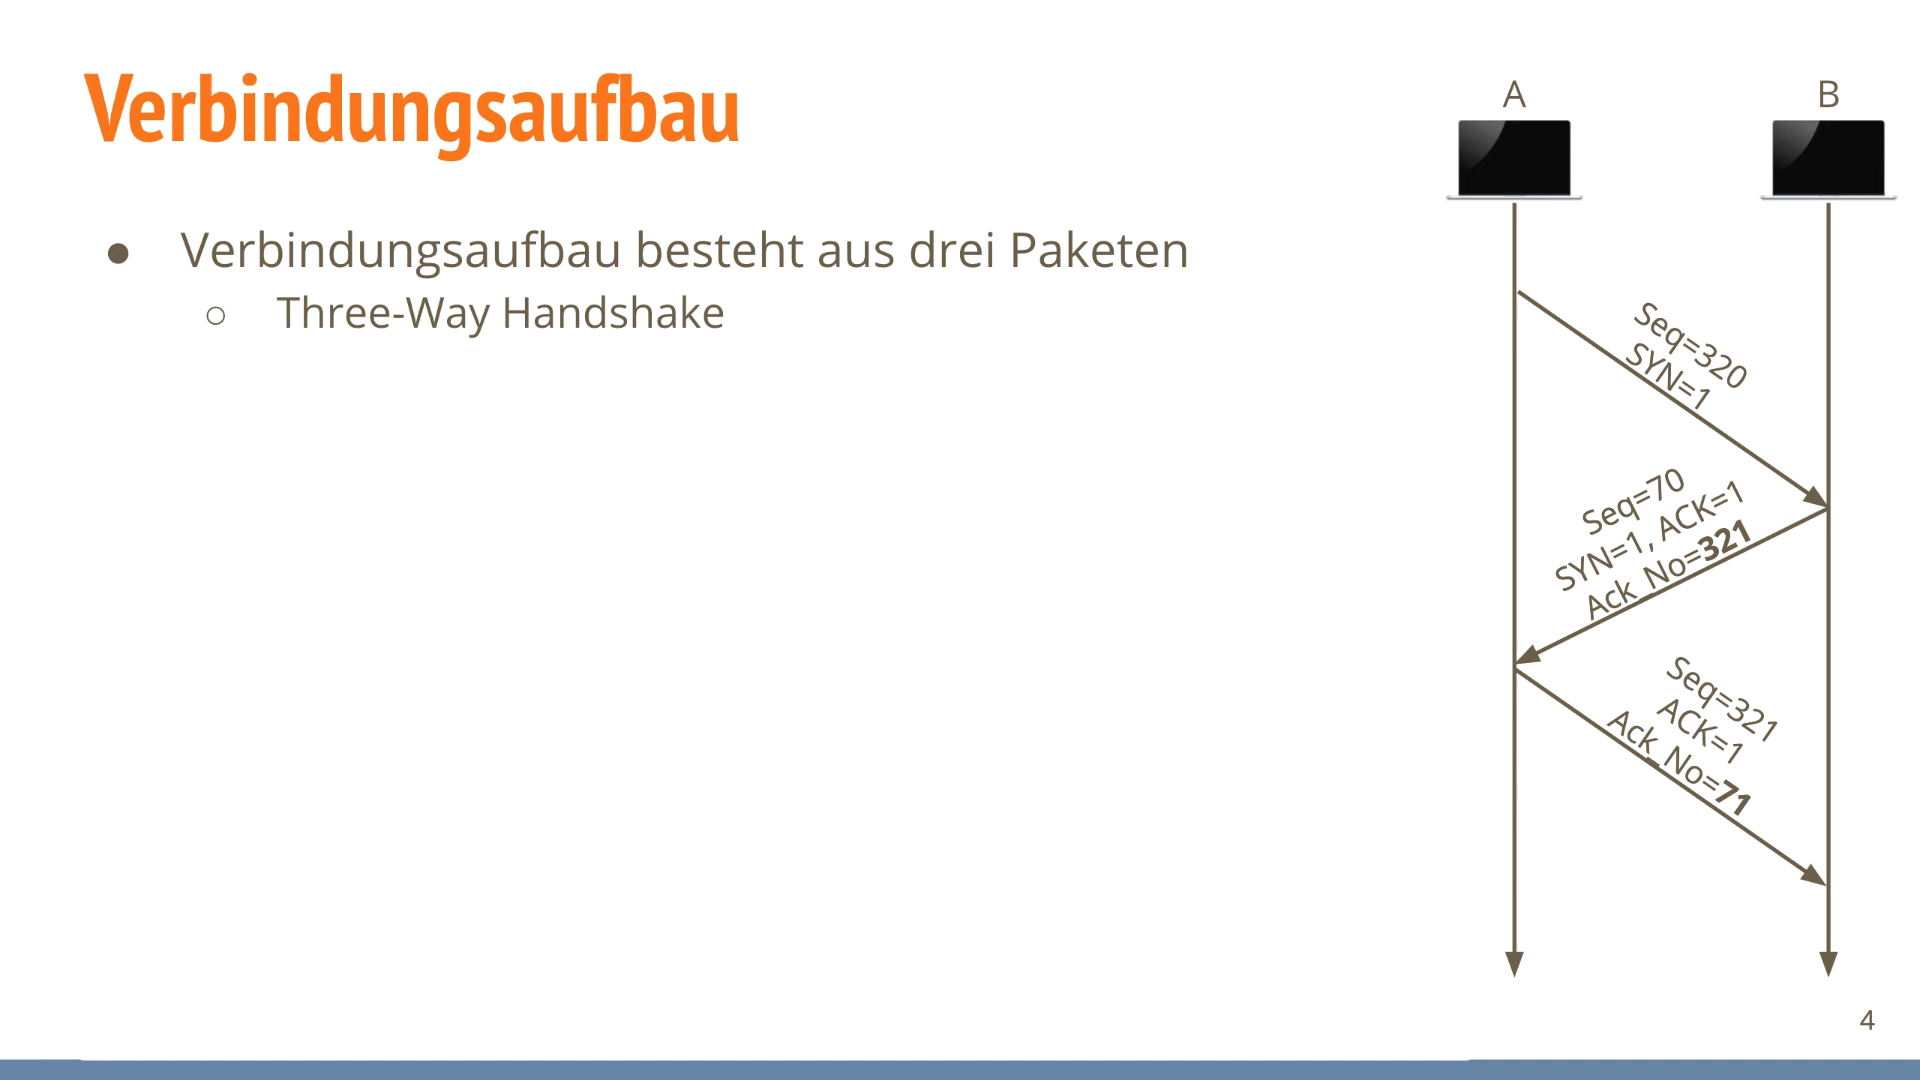 Verbindungsaufbau
● Verbindungsaufbau besteht aus drei Paketen
○ Three-Way Handshake
A
B
Seq=320
SYN=1
Seq=70
SYN=1, ACK=1
Ack_No=321
Seq=321
ACK=1
Ack_No=71
4